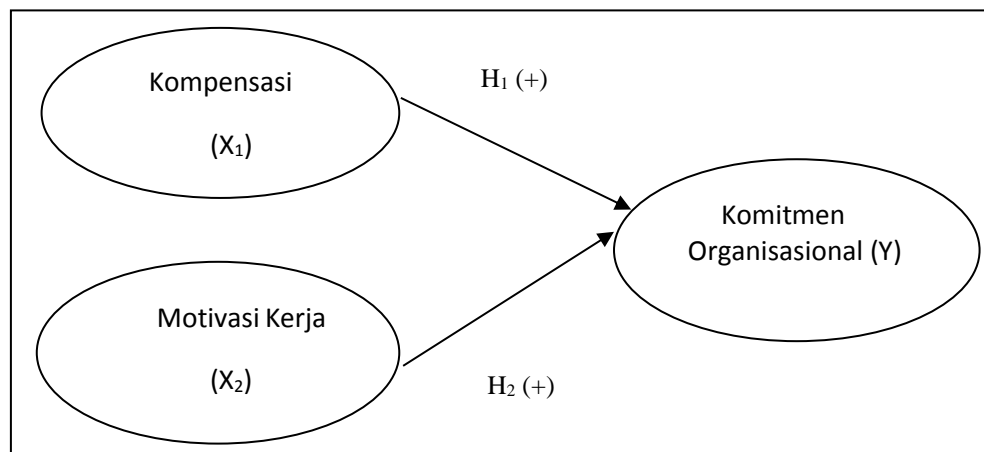 Kompensasi
(X₁)
H₁ (+)
Komitmen
Organisasional (Y)
Motivasi Kerja
(X₂)
H₂ (+)